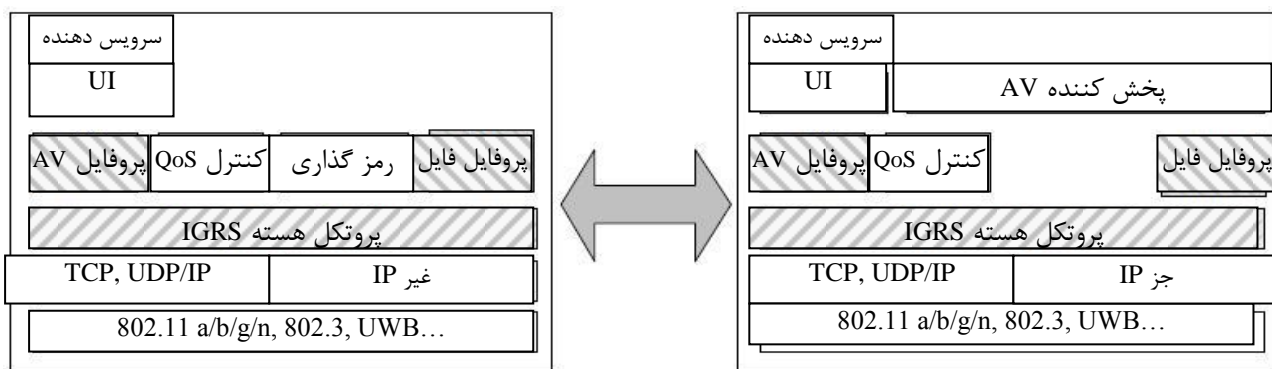 سرویس دهنده
UI
پروفایل AV
کنترل QoS
رمز گذاری
پروفایل فایل
پروتکل هسته IGRS
TCP, UDP/IP
غیر IP
802.11 a/b/g/n, 802.3, UWB…
سرویس دهنده
UI
پخش کننده AV
پروفایل AV
کنترل QoS
پروفایل فایل
پروتکل هسته IGRS
TCP, UDP/IP
جز IP
802.11 a/b/g/n, 802.3, UWB…